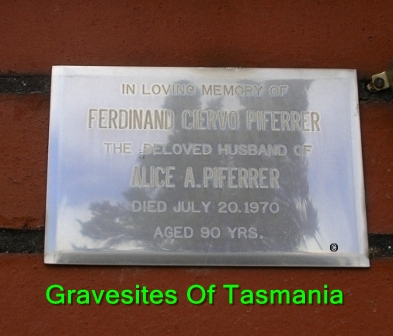 IN LOVING MEMORY OF
FERDINAND CIERVO PIFERRER
THE BELOVED HUSBAND OF
ALICE A. PIFERRER
DIED JULY 20. 1970
AGED 90 YRS.
Gravesites Of Tasmania